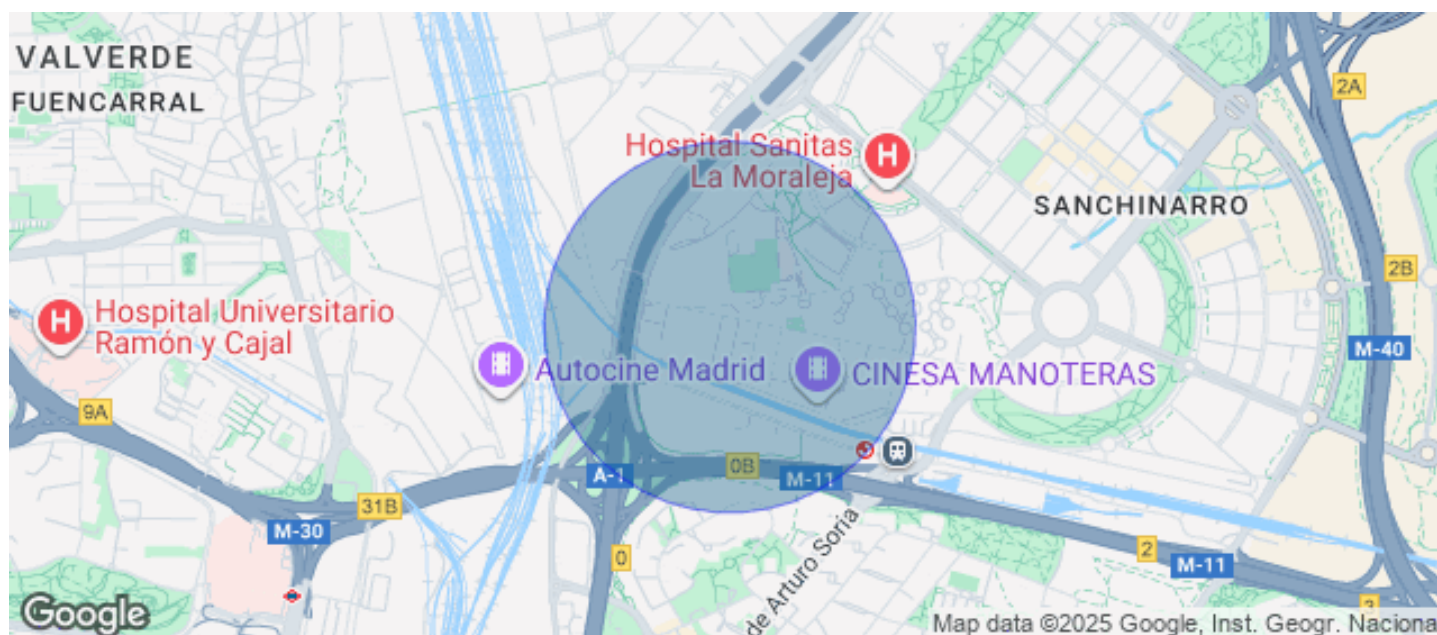 VALVERDE
FUENCARRAL
Hospital Sanitas
La Moraleja
H
2A
SANCHINARRO
2B
H
Hospital Universitario
Ramón y Cajal
Autocine Madrid
CINESA MANOTERAS
M-40
9A
A-1
0B
M-11
31B
M-30
0
de Arturo Soria
2
M-11
3
Google
Map data ©2025 Google, Inst. Geogr. Naciona